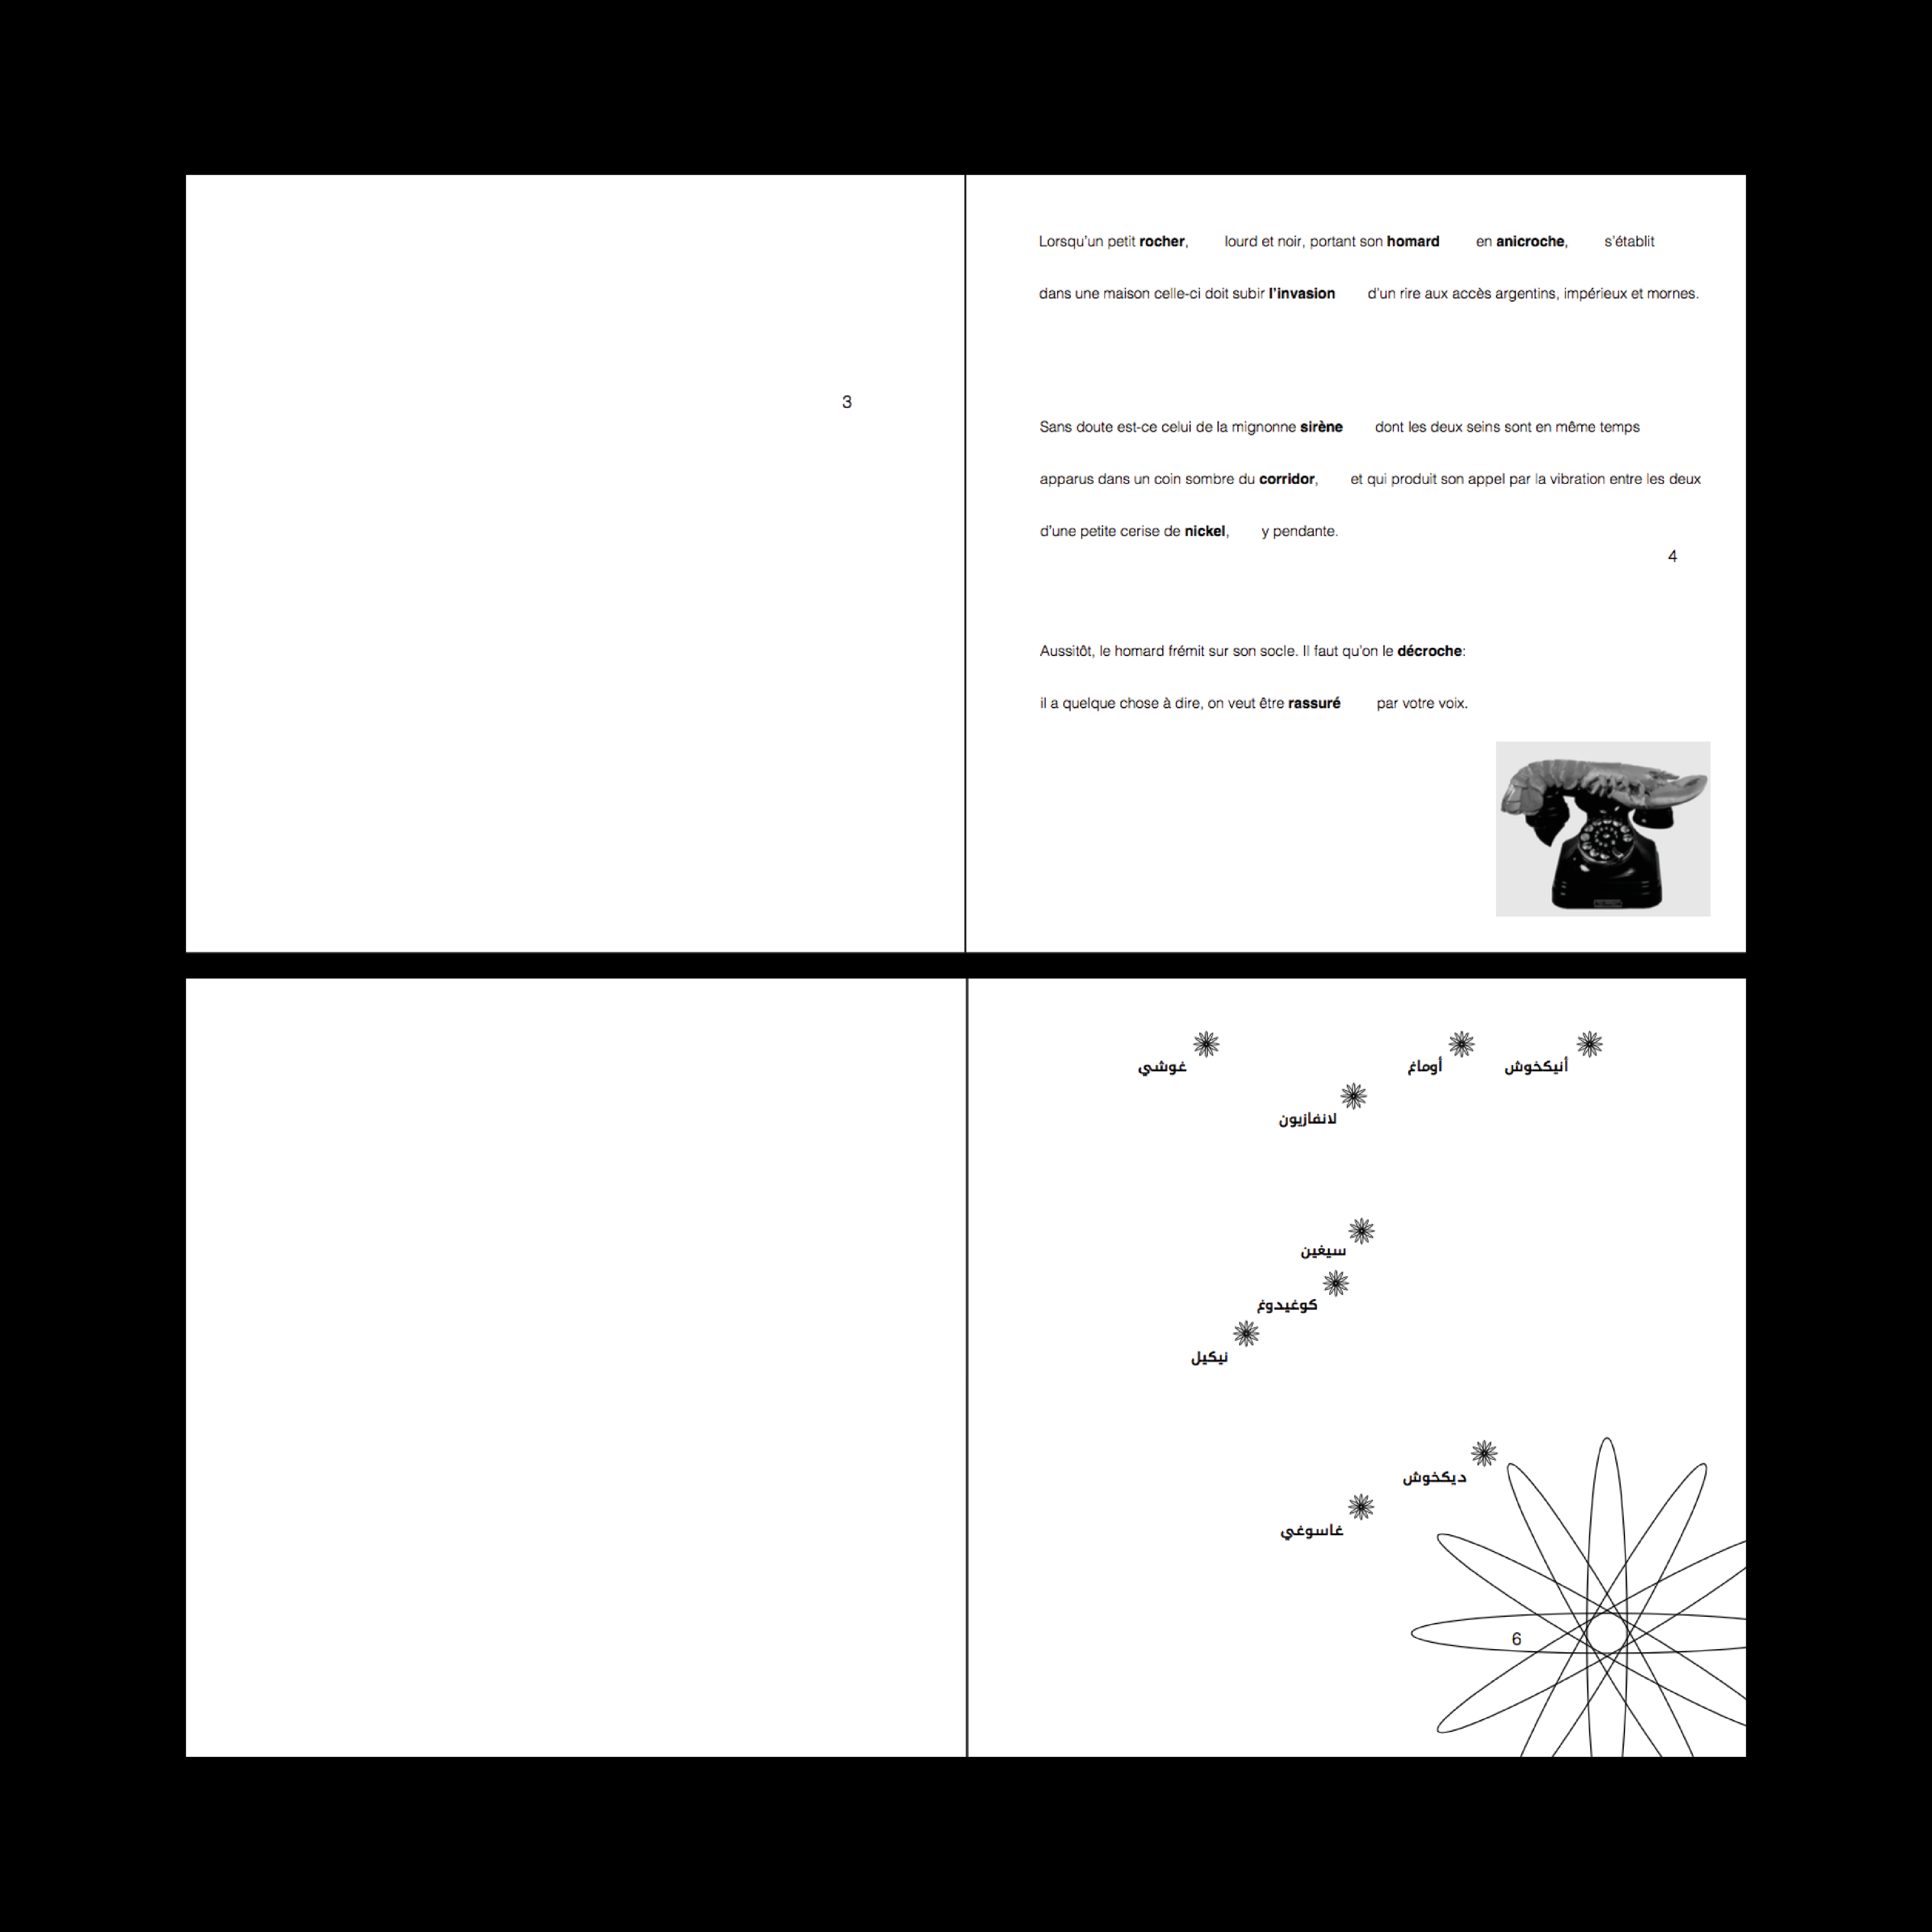 3
Lorsqu'un petit rocher, lourd et noir, portant son homard en anicroche, s'établit
dans une maison celle-ci doit subir l'invasion d'un rire aux accès argentins, impérieux et mornes.
Sans doute est-ce celui de la mignonne sirène dont les deux seins sont en même temps
apparus dans un coin sombre du corridor, et qui produit son appel par la vibration entre les deux
d'une petite cerise de nickel, y pendante.
4
Aussitôt, le homard frémit sur son socle. Il faut qu'on le décroche:
il a quelque chose à dire, on veut être rassuré par votre voix.
أنيكخوش أوماغ غوشي
لانفازيون
سيغين
كوغيدوغ
نيكيل
ديكخوش
غاسوغي
6